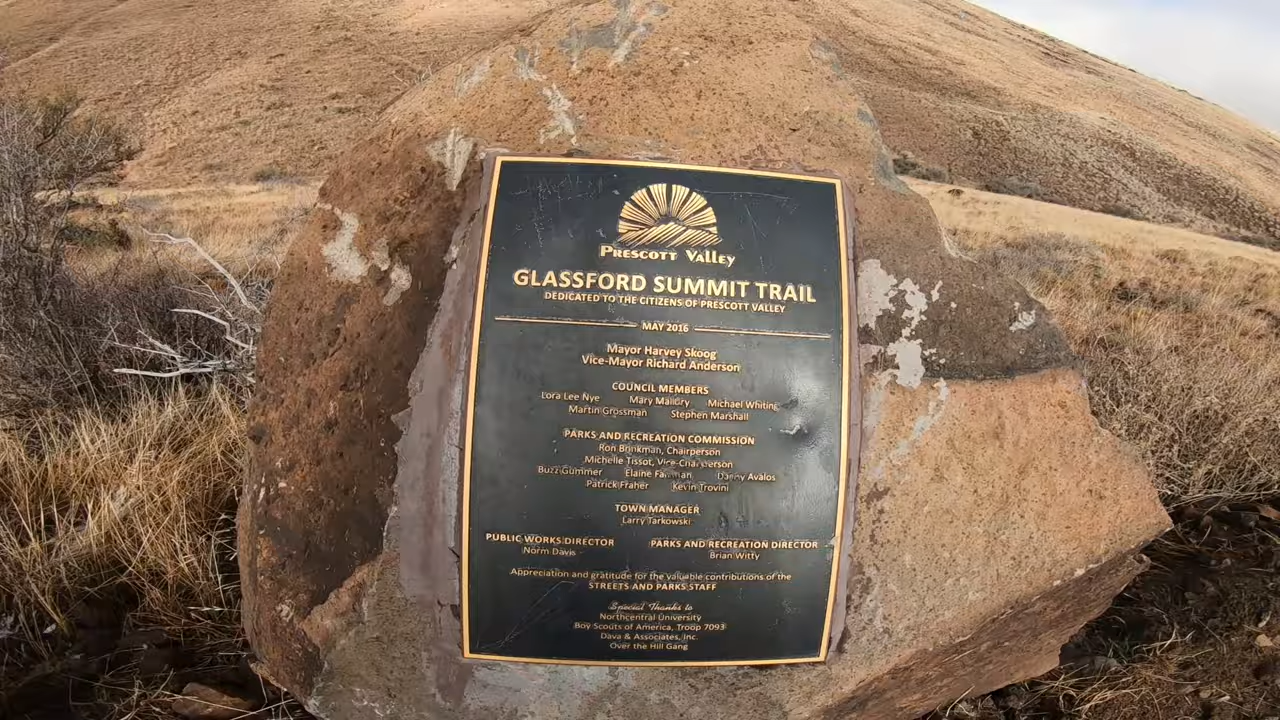 PRESCOTT VALLEY
GLASSFORD SUMMIT TRAIL
DEDICATED TO THE CITIZENS OF PRESCOTT VALLEY
MAY 2016
Mayor Harvey Skoog
Vice-Mayor Richard Anderson
COUNCIL MEMBERS
Lora Lee Nye Mary Mallory Michael Whiting
Martin Grossman Stephen Marshall
PARKS AND RECREATION COMMISSION
Ron Brinkman, Chairperson
Michelle Tissot, Vice-Chairperson
Buzz Gummer Elaine Danny Avalos
Patrick Fraher Kevin Trovini
TOWN MANAGER
Larry Tarkowski
PUBLIC WORKS DIRECTOR PARKS AND RECREATION DIRECTOR
Norm Davis Brian Witty
Appreciation and gratitude for the valuable contributions of the
STREETS AND PARKS STAFF
Special Thanks to
Northcentral University
Boy Scouts of America, Troop 7093
Dava & Associates, Inc.
Over the Hill Gang